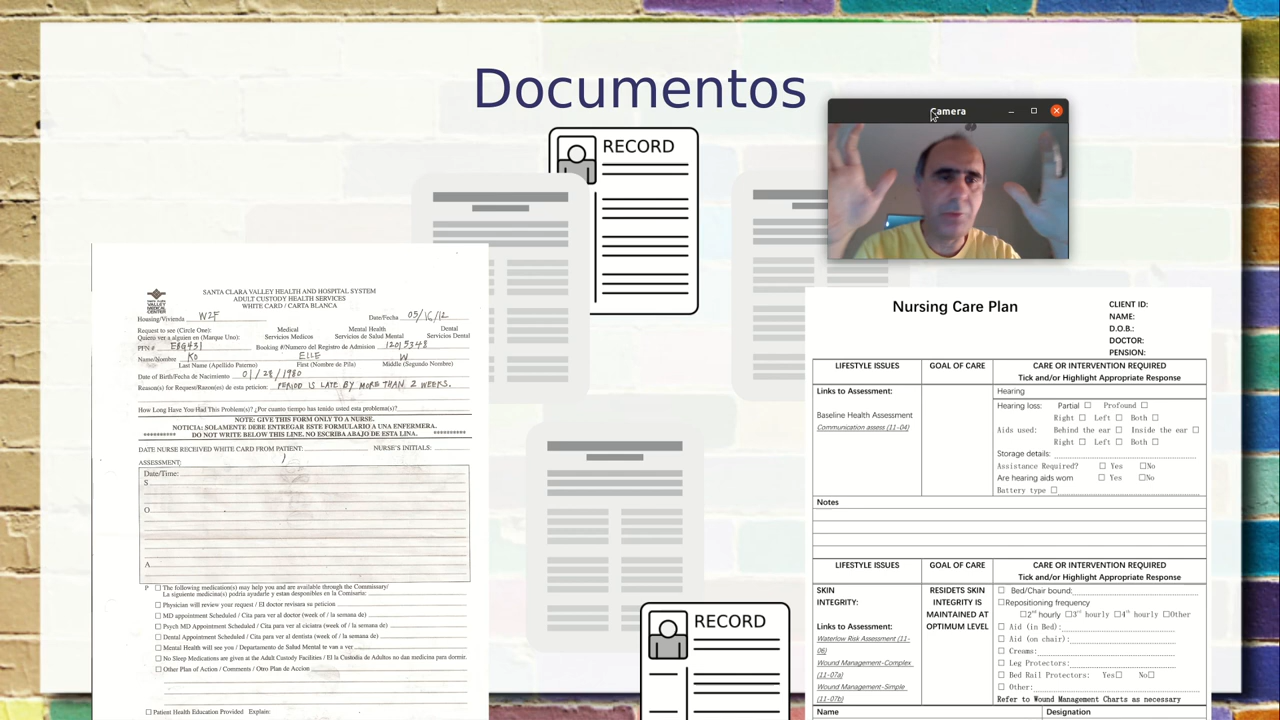 Documentos
Camera
RECORD
SANTA CLARA VALLEY HEALTH AND HOSPITAL SYSTEM
ADULT CUSTODY HEALTH SERVICES
WHITE CARD / CARTA BLANCA
SANTA CLARA
VALLEY
MEDICAL
CENTER
Housing/Vivienda W2F Date/Fecha 05/16/12
Request to see (Circle One): Medical Mental Health Dental
Quiero ver a alguien en (Marque Uno): Servicios Medicos Servicios de Salud Mental Servicios Dental
PFN # EBG431 Booking #/Numero del Registro de Admision 12015348
Name/Nombre Ko ELLE W
Last Name (Apellido Paterno) First (Nombre de Pila) Middle (Segundo Nombre)
Date of Birth/Fecha de Nacimiento 01/28/1980
Reason(s) for Request/Razon(es) de esta peticion: PERIOD IS LATE BY MORE THAN 2 WEEKS.
How Long Have You Had This Problem(s)? ¿Por cuanto tiempo has tenido usted esta problema(s)?
NOTE: GIVE THIS FORM ONLY TO A NURSE.
NOTICIA: SOLAMENTE DEBE ENTREGAR ESTE FORMULARIO A UNA ENFERMERA.
********** DO NOT WRITE BELOW THIS LINE. NO ESCRIBA ABAJO DE ESTA LINA. **********
DATE NURSE RECEIVED WHITE CARD FROM PATIENT: NURSE'S INITIALS:
ASSESSMENT:
Date/Time:
S
O
A
P ☐ The following medication(s) may help you and are available through the Commissary/
La siguiente medicina(s) podria ayudarle y estas desponibles en la Comisarie:
☐ Physician will review your request / El doctor revisara su peticion
☐ MD appointment Scheduled / Cita para ver al doctor (week of / la semana de)
☐ Psych MD Appointment Scheduled / Cita para ver al (week of / la semana de)
☐ Dental Appointment Scheduled / Cita para ver al dentista (week of / la semana de)
☐ Mental Health will see you / Departamento de Salud Mental te van a ver
☐ No Sleep Medications are given at the Adult Custody Facilities / El la Custodia de Adultos no dan medicina para dormir.
☐ Other Plan of Action / Comments / Otro Plan de Accion
☐ Patient Health Education Provided Explain:
RECORD
Nursing Care Plan
CLIENT ID:
NAME:
D.O.B.:
DOCTOR:
PENSION:
LIFESTYLE ISSUES GOAL OF CARE CARE OR INTERVENTION REQUIRED
Tick and/or Highlight Appropriate Response
Links to Assessment: Hearing
Hearing loss: Partial ☐ Profound ☐
Baseline Health Assessment Right ☐ Left ☐ Both ☐
Communication assess (11-04) Aids used: Behind the ear ☐ Inside the ear ☐
Right ☐ Left ☐ Both ☐
Storage details:
Assistance Required? ☐ Yes ☐No
Are hearing aids worn ☐ Yes ☐No
Battery type ☐
Notes
LIFESTYLE ISSUES GOAL OF CARE CARE OR INTERVENTION REQUIRED
Tick and/or Highlight Appropriate Response
SKIN RESIDETS SKIN ☐ Bed/Chair bound:
INTEGRITY: INTEGRITY IS ☐Repositioning frequency
MAINTAINED AT ☐2nd hourly ☐3rd hourly ☐4th hourly ☐Other
Links to Assessment: OPTIMUM LEVEL ☐ Aid (in Bed):
Waterlow Risk Assessment (11- ☐ Aid (on chair):
06) ☐ Creams:
Wound Management-Complex ☐ Leg Protectors:
(11-07a) ☐ Bed Rail Protectors: Yes☐ No☐
Wound Management-Simple ☐ Other:
(11-07b) Refer to Wound Management Charts as necessary
Name Designation